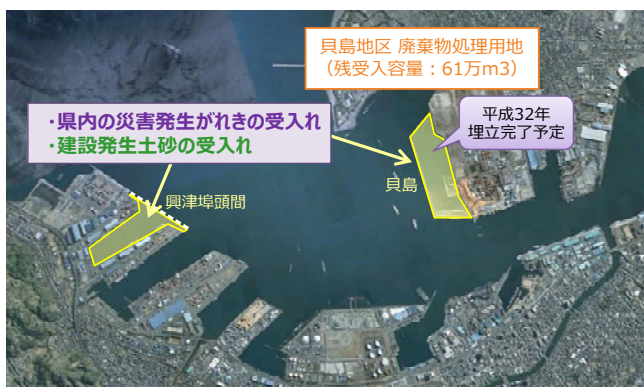 貝島地区 廃棄物処理用地
（残受入容量：61万m3）
・県内の災害発生がれきの受入れ
・建設発生土砂の受入れ
平成32年
埋立完了予定
興津埠頭間
貝島